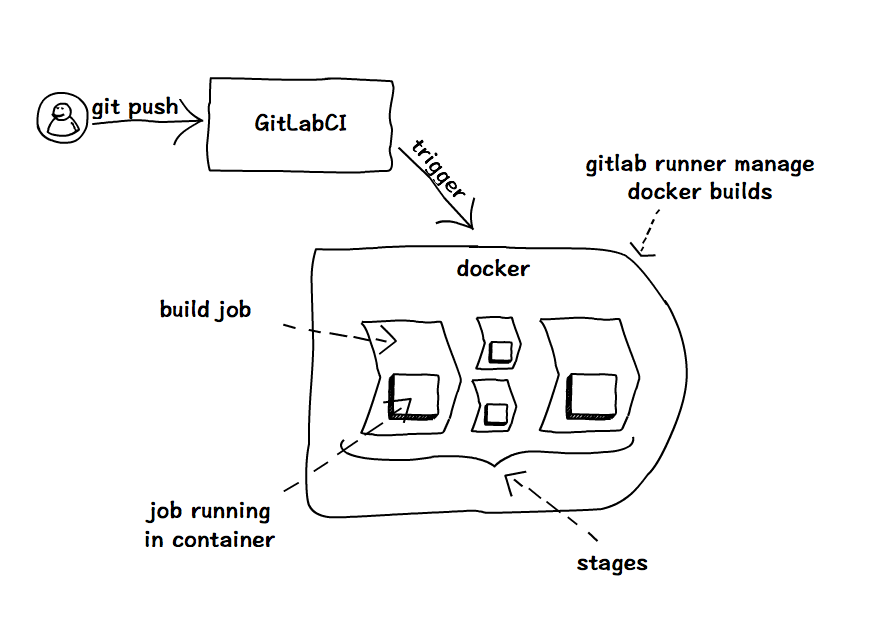 git push
GitLabCI
trigger
gitlab runner manage
docker builds
docker
build job
job running
in container
stages